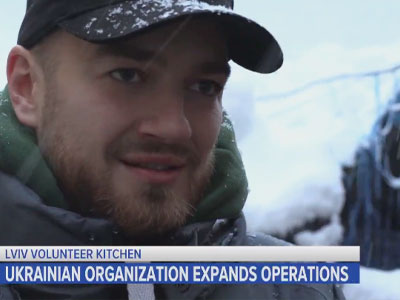 LVIV VOLUNTEER KITCHEN
UKRAINIAN ORGANIZATION EXPANDS OPERATIONS